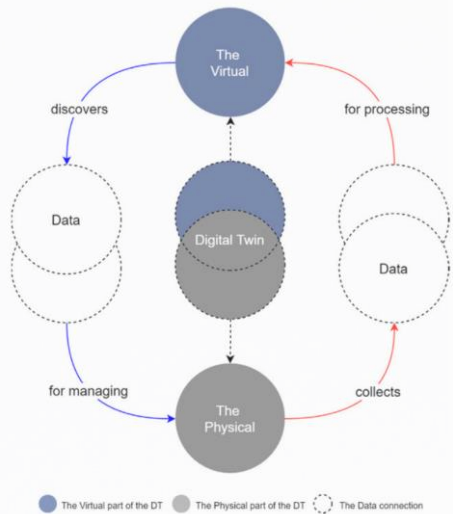 The
Virtual
discovers
for processing
Data
Digital Twin
Data
for managing
collects
The
Physical
The Virtual part of the DT
The Physical part of the DT
The Data connection